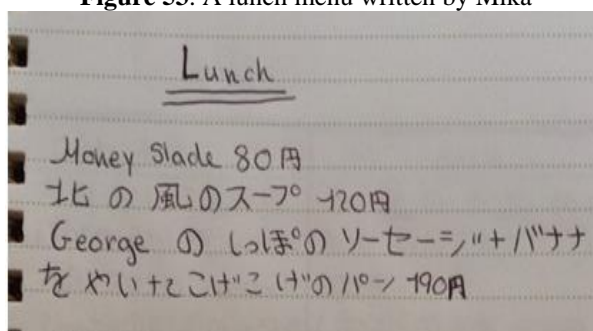 Figure 33. A lunch menu written by Mika
Lunch
Money Slade 80円
北の風のスープ 120円
George の しっぽの ソーセージ + バナナ
を やいた こげこげの パン 190円